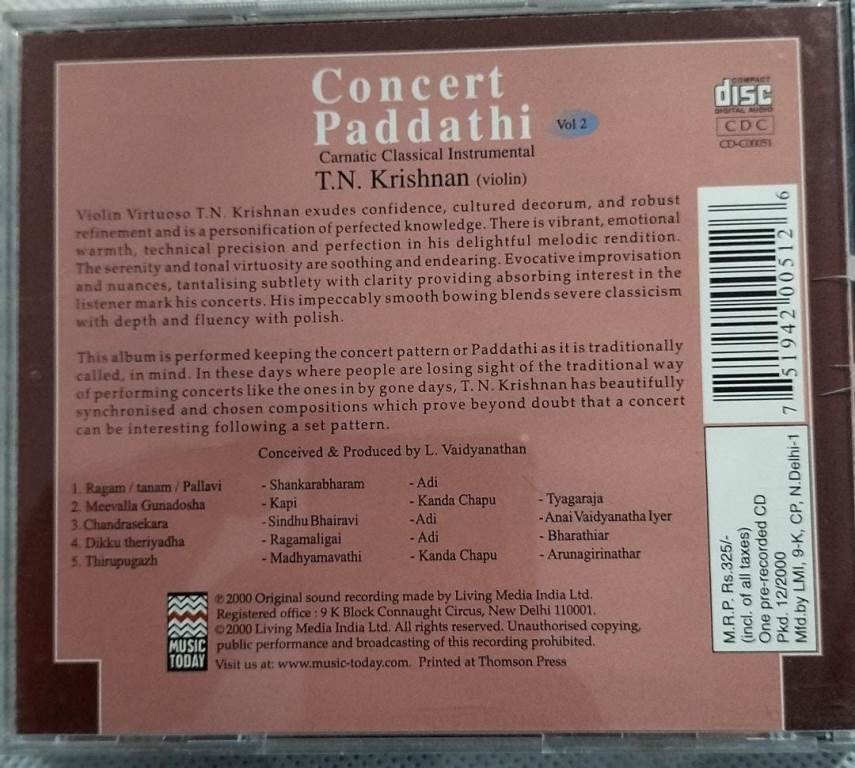 Concert
Paddathi Vol 2
Carnatic Classical Instrumental
T.N. Krishnan (violin)
COMPACT
disc
DIGITAL AUDIO
CDC
CD-C00051
Violin Virtuoso T.N. Krishnan exudes confidence, cultured decorum, and robust
refinement and is a personification of perfected knowledge. There is vibrant, emotional
warmth, technical precision and perfection in his delightful melodic rendition.
The serenity and tonal virtuosity are soothing and endearing. Evocative improvisation
and nuances, tantalising subtlety with clarity providing absorbing interest in the
listener mark his concerts. His impeccably smooth bowing blends severe classicism
with depth and fluency with polish.
This album is performed keeping the concert pattern or Paddathi as it is traditionally
called, in mind. In these days where people are losing sight of the traditional way
of performing concerts like the ones in by gone days, T. N. Krishnan has beautifully
synchronised and chosen compositions which prove beyond doubt that a concert
can be interesting following a set pattern.
Conceived & Produced by L. Vaidyanathan
1. Ragam / tanam / Pallavi - Shankarabharam - Adi
2. Meevalla Gunadosha - Kapi - Kanda Chapu - Tyagaraja
3. Chandrasekara - Sindhu Bhairavi - Adi - Anai Vaidyanatha Iyer
4. Dikku theriyadha - Ragamaligai - Adi - Bharathiar
5. Thirupugazh - Madhyamavathi - Kanda Chapu - Arunagirinathar
℗ 2000 Original sound recording made by Living Media India Ltd.
Registered office : 9 K Block Connaught Circus, New Delhi 110001.
© 2000 Living Media India Ltd. All rights reserved. Unauthorised copying,
public performance and broadcasting of this recording prohibited.
Visit us at: www.music-today.com. Printed at Thomson Press
MUSIC
TODAY
7 51942 00512 6
M.R.P. Rs.325/-
(incl. of all taxes)
One pre-recorded CD
Pkd. 12/2000
Mfd.by LMI, 9-K, CP, N.Delhi-1